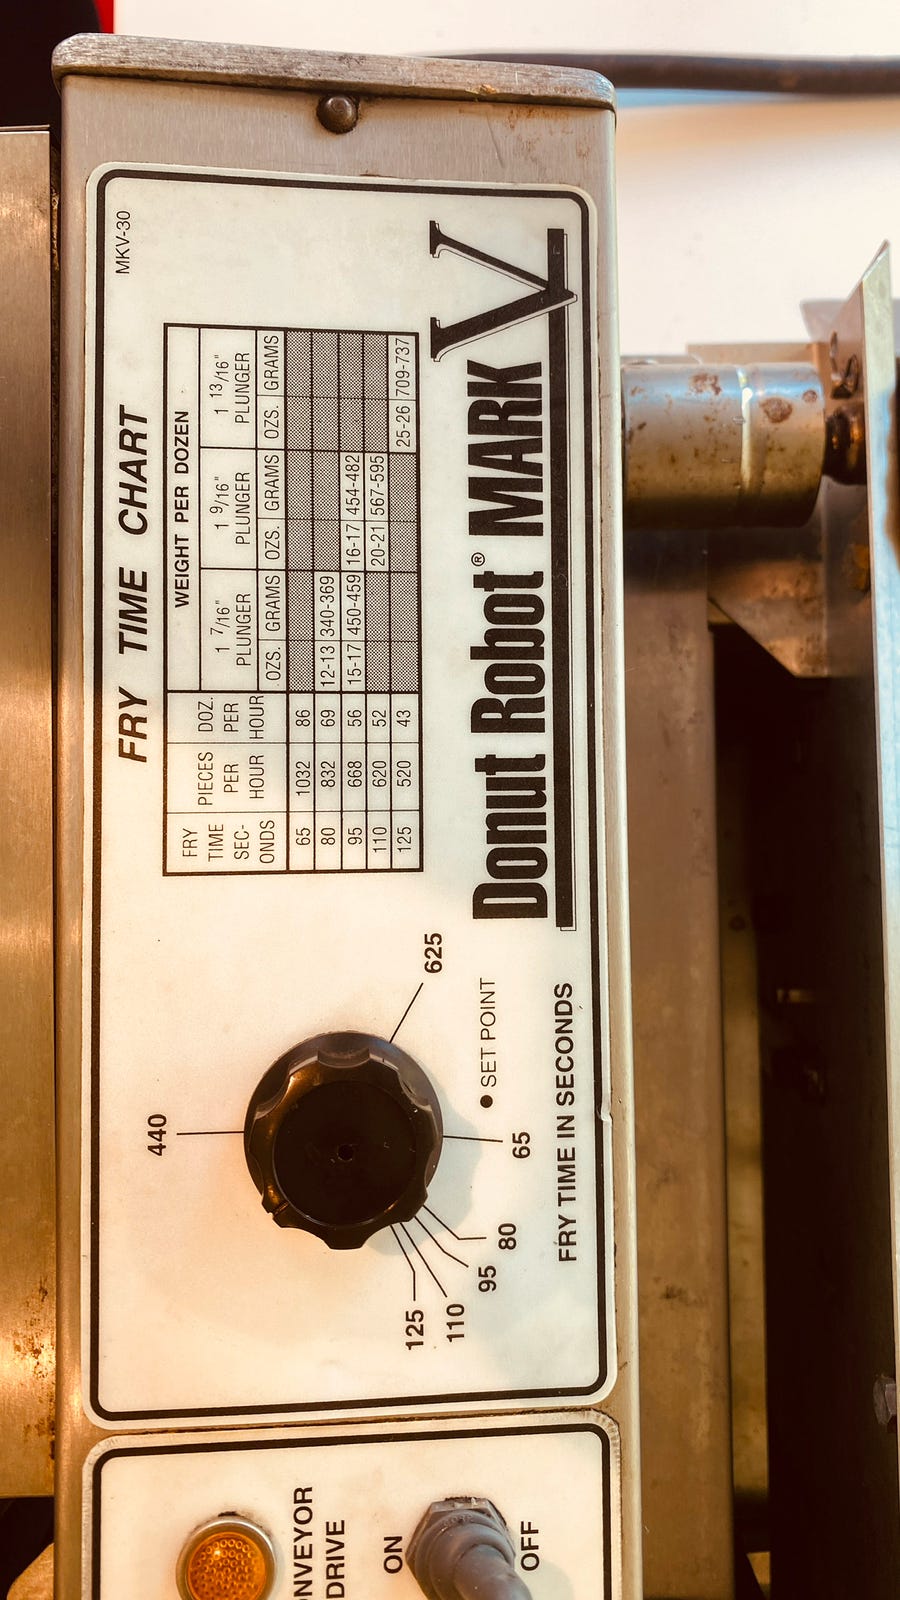 MKV-30
FRY TIME CHART
WEIGHT PER DOZEN
FRY TIME SEC-ONDS | PIECES PER HOUR | DOZ. PER HOUR | 1 7/16" PLUNGER | 1 9/16" PLUNGER | 1 13/16" PLUNGER
OZS. GRAMS OZS. GRAMS OZS. GRAMS
65 1032 86
80 832 69 12-13 340-369
95 668 56 15-17 450-459 16-17 454-482
110 620 52 20-21 567-595
125 520 43 25-26 709-737
Donut Robot® MARK V
440
625
• SET POINT
65
80
95
110
125
FRY TIME IN SECONDS
NVEYOR
DRIVE
ON
OFF